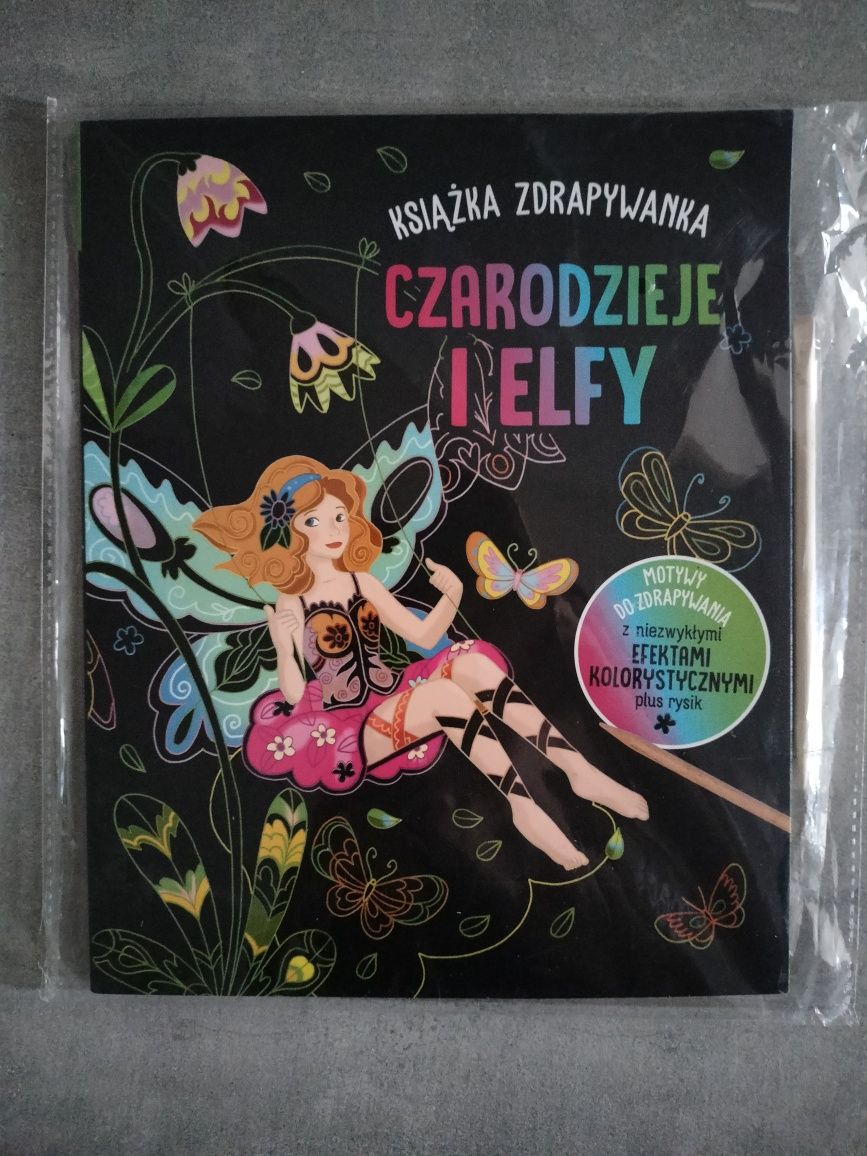 KSIĄŻKA ZDRAPYWANKA
CZARODZIEJE
I ELFY
MOTYWY
DO ZDRAPYWANIA
z niezwykłymi
EFEKTAMI
KOLORYSTYCZNYMI
plus rysik